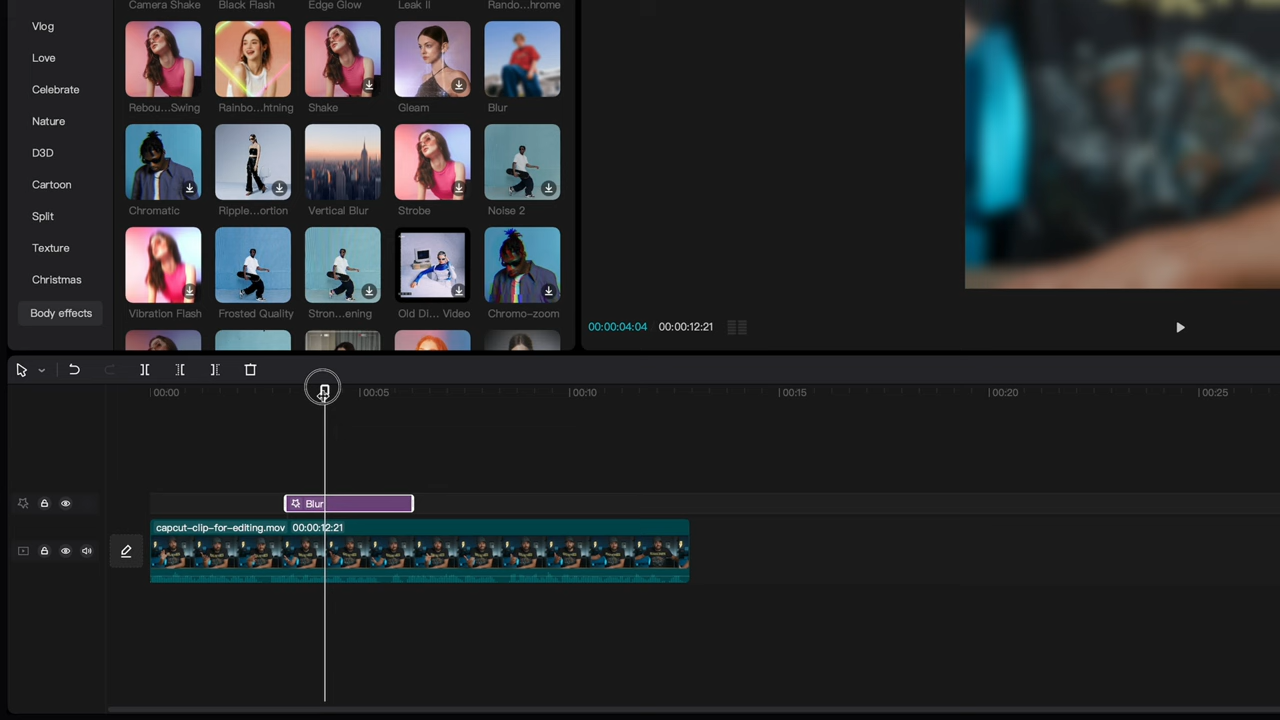 Camera Shake
Black Flash
Edge Glow
Leak II
Rando...hrome
Vlog
Love
Celebrate
Nature
D3D
Cartoon
Split
Texture
Christmas
Body effects
Rebou...Swing
Rainbo...htning
Shake
Gleam
Blur
Chromatic
Ripple...ortion
Vertical Blur
Strobe
Noise 2
Vibration Flash
Frosted Quality
Stron...ening
Old Di... Video
Chromo-zoom
00:00:04:04
00:00:12:21
00:00
00:05
00:10
00:15
00:20
00:25
Blur
capcut-clip-for-editing.mov 00:00:12:21